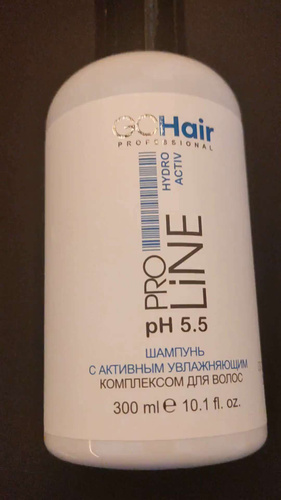 GOHair
PROFESSIONAL
HYDRO
ACTIV
PRO
LiNE
pH 5.5
ШАМПУНЬ
С АКТИВНЫМ УВЛАЖНЯЮЩИМ
КОМПЛЕКСОМ ДЛЯ ВОЛОС
300 ml ℮ 10.1 fl. oz.